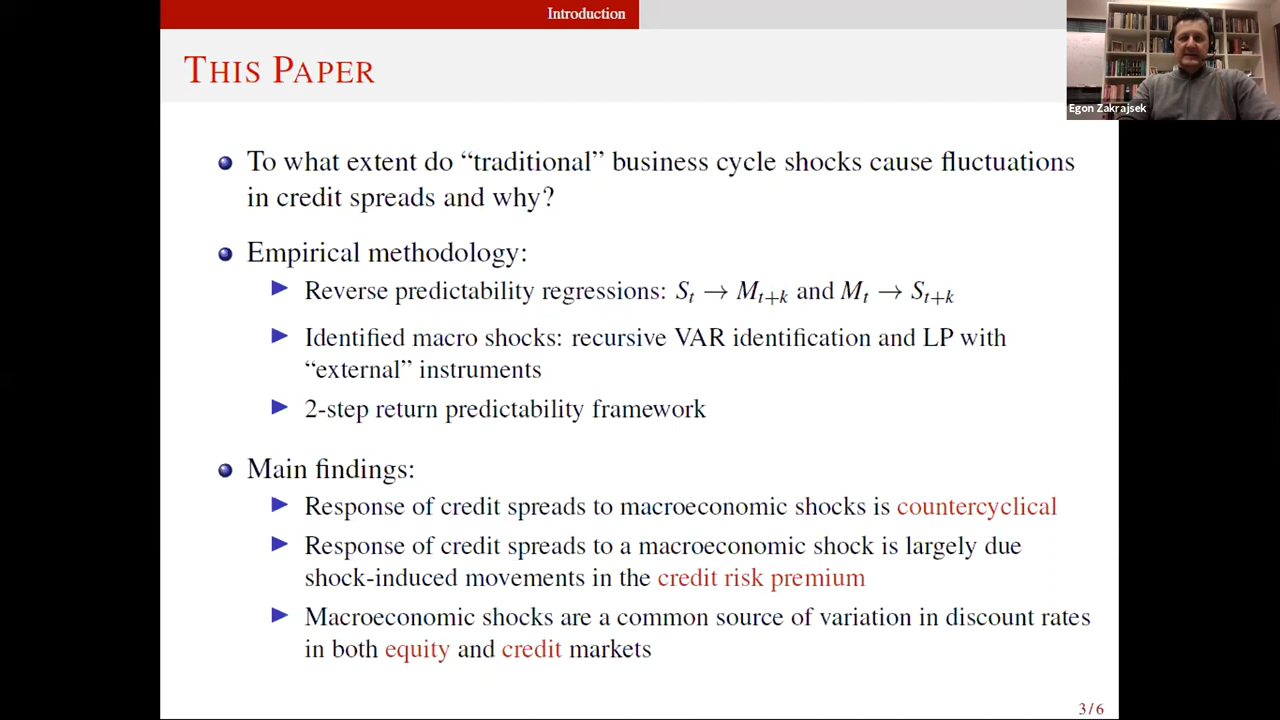 Introduction
THIS PAPER
Egon Zakrajsek
To what extent do “traditional” business cycle shocks cause fluctuations
in credit spreads and why?
Empirical methodology:
Reverse predictability regressions: S_t → M_{t+k} and M_t → S_{t+k}
Identified macro shocks: recursive VAR identification and LP with
“external” instruments
2-step return predictability framework
Main findings:
Response of credit spreads to macroeconomic shocks is countercyclical
Response of credit spreads to a macroeconomic shock is largely due
shock-induced movements in the credit risk premium
Macroeconomic shocks are a common source of variation in discount rates
in both equity and credit markets
3/6